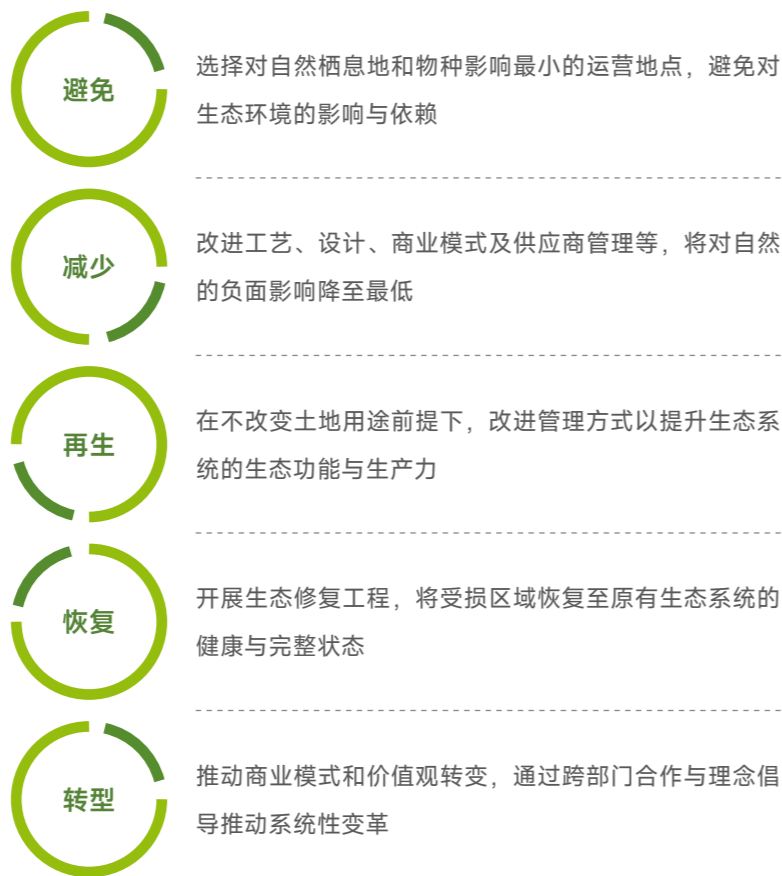 避免
选择对自然栖息地和物种影响最小的运营地点，避免对
生态环境的影响与依赖
减少
改进工艺、设计、商业模式及供应商管理等，将对自然
的负面影响降至最低
再生
在不改变土地用途前提下，改进管理方式以提升生态系
统的生态功能与生产力
恢复
开展生态修复工程，将受损区域恢复至原有生态系统的
健康与完整状态
转型
推动商业模式和价值观转变，通过跨部门合作与理念倡
导推动系统性变革